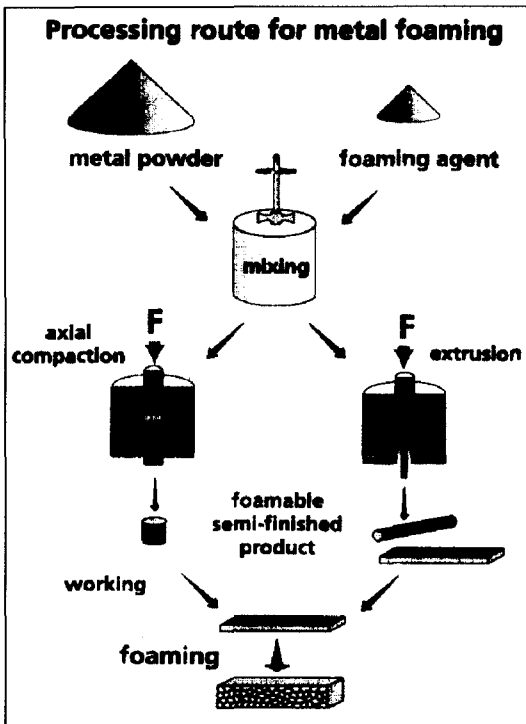 Processing route for metal foaming
metal powder
foaming agent
mixing
axial
compaction
F
F
extrusion
foamable
semi-finished
product
working
foaming